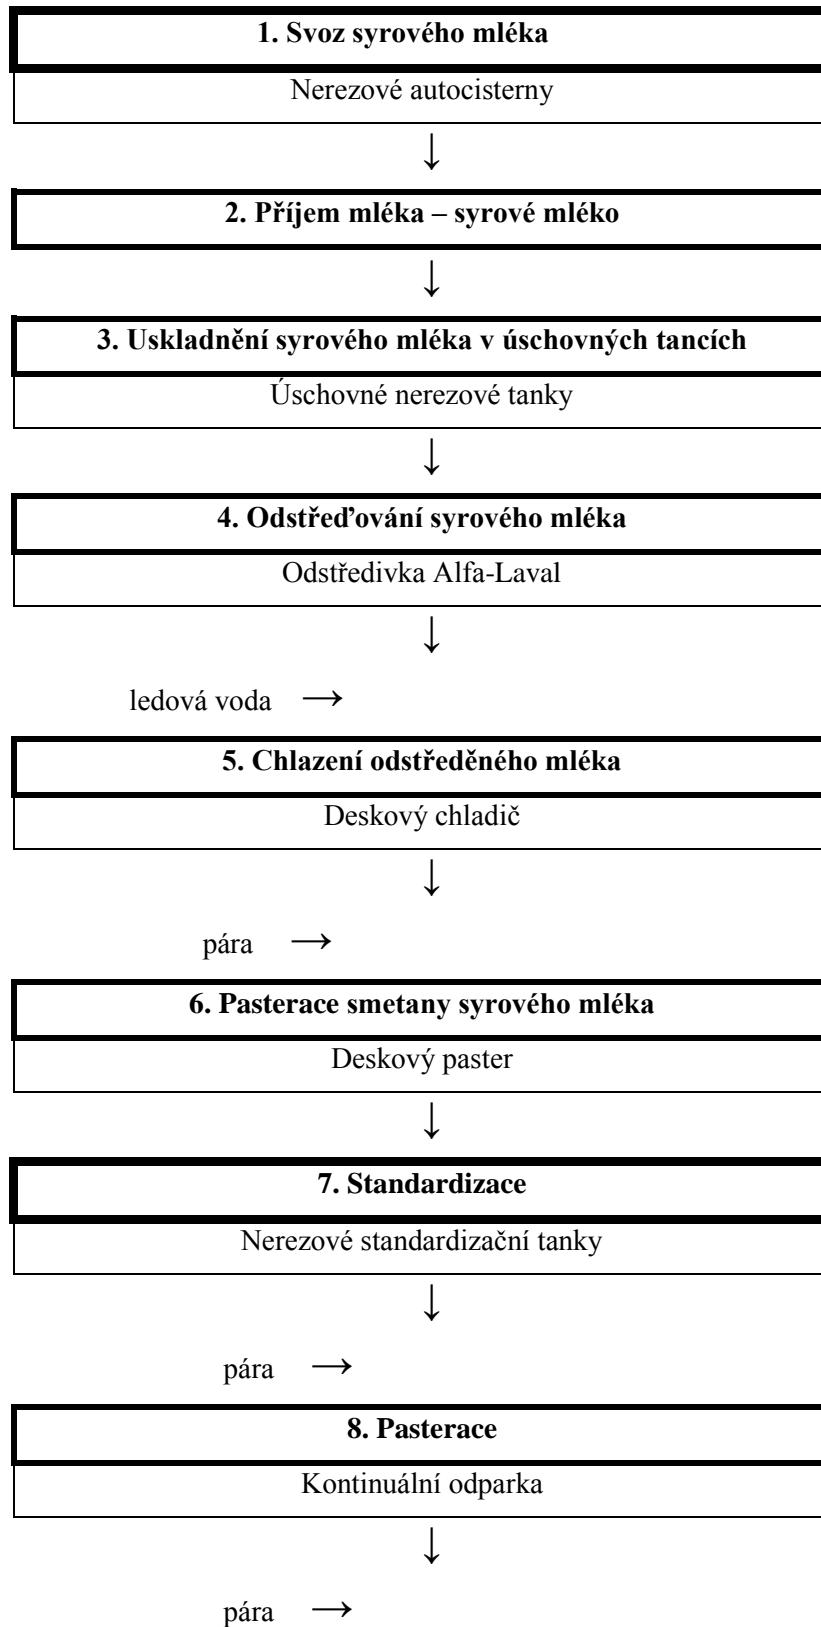 1. Svoz syrového mléka
Nerezové autocisterny
↓
2. Příjem mléka – syrové mléko
↓
3. Uskladnění syrového mléka v úschovných tancích
Úschovné nerezové tanky
↓
4. Odstřeďování syrového mléka
Odstředivka Alfa-Laval
↓
ledová voda →
5. Chlazení odstředěného mléka
Deskový chladič
↓
pára →
6. Pasterace smetany syrového mléka
Deskový paster
↓
7. Standardizace
Nerezové standardizační tanky
↓
pára →
8. Pasterace
Kontinuální odparka
↓
pára →